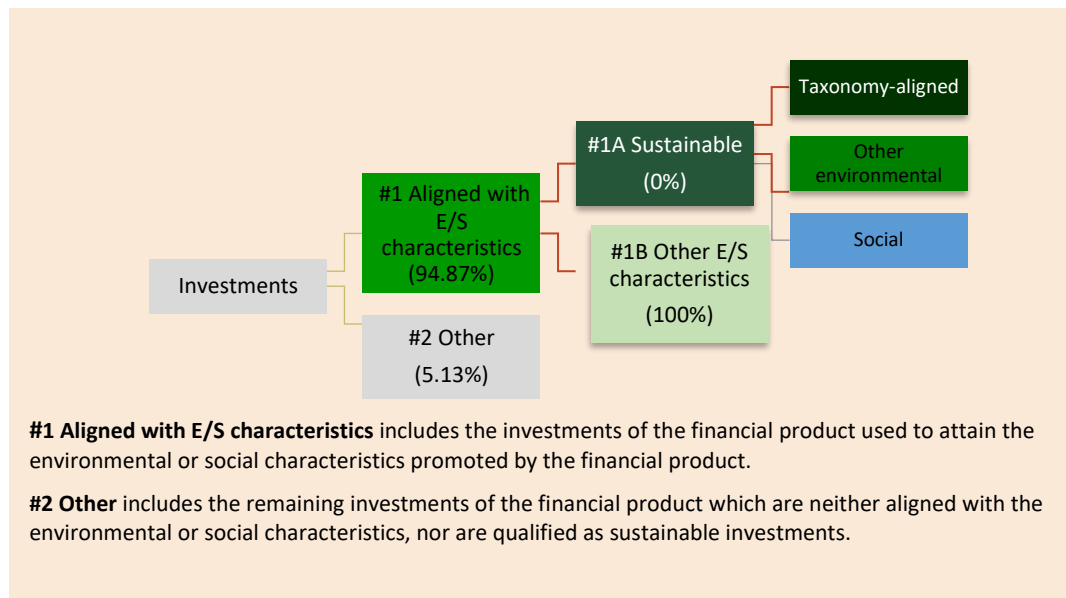 Investments
#1 Aligned with
E/S
characteristics
(94.87%)
#2 Other
(5.13%)
#1A Sustainable
(0%)
#1B Other E/S
characteristics
(100%)
Taxonomy-aligned
Other
environmental
Social
#1 Aligned with E/S characteristics includes the investments of the financial product used to attain the
environmental or social characteristics promoted by the financial product.
#2 Other includes the remaining investments of the financial product which are neither aligned with the
environmental or social characteristics, nor are qualified as sustainable investments.